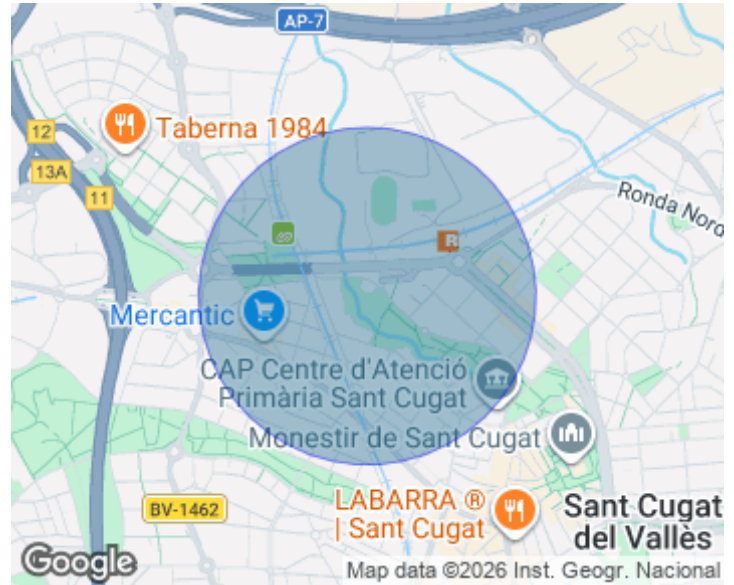 AP-7
Taberna 1984
12
13A
11
Ronda Nord
R
Mercantic
CAP Centre d'Atenció
Primària Sant Cugat
Monestir de Sant Cugat
BV-1462
LABARRA ®
| Sant Cugat
Sant Cugat
del Vallès
Google
Map data ©2026 Inst. Geogr. Nacional